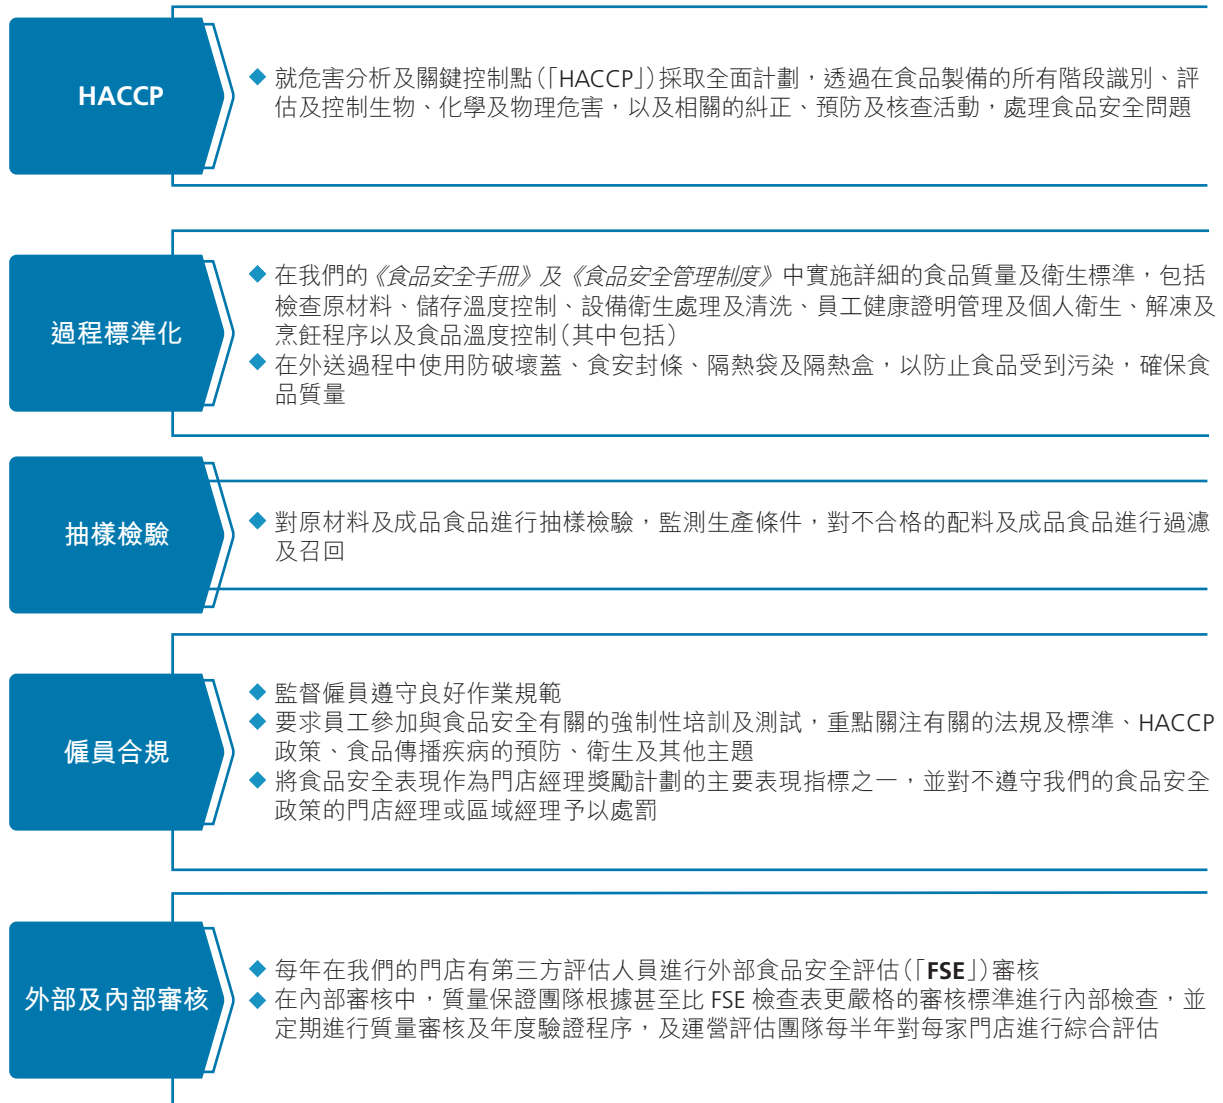 HACCP
◆ 就危害分析及關鍵控制點(「HACCP」)採取全面計劃，透過在食品製備的所有階段識別、評
估及控制生物、化學及物理危害，以及相關的糾正、預防及核查活動，處理食品安全問題
過程標準化
◆ 在我們的《食品安全手冊》及《食品安全管理制度》中實施詳細的食品質量及衛生標準，包括
檢查原材料、儲存溫度控制、設備衛生處理及清洗、員工健康證明管理及個人衛生、解凍及
烹飪程序以及食品溫度控制(其中包括)
◆ 在外送過程中使用防破壞蓋、食安封條、隔熱袋及隔熱盒，以防止食品受到污染，確保食
品質量
抽樣檢驗
◆ 對原材料及成品食品進行抽樣檢驗，監測生產條件，對不合格的配料及成品食品進行過濾
及召回
僱員合規
◆ 監督僱員遵守良好作業規範
◆ 要求員工參加與食品安全有關的強制性培訓及測試，重點關注有關的法規及標準、HACCP
政策、食品傳播疾病的預防、衛生及其他主題
◆ 將食品安全表現作為門店經理獎勵計劃的主要表現指標之一，並對不遵守我們的食品安全
政策的門店經理或區域經理予以處罰
外部及內部審核
◆ 每年在我們的門店有第三方評估人員進行外部食品安全評估(「FSE」)審核
◆ 在內部審核中，質量保證團隊根據甚至比 FSE 檢查表更嚴格的審核標準進行內部檢查，並
定期進行質量審核及年度驗證程序，及運營評估團隊每半年對每家門店進行綜合評估